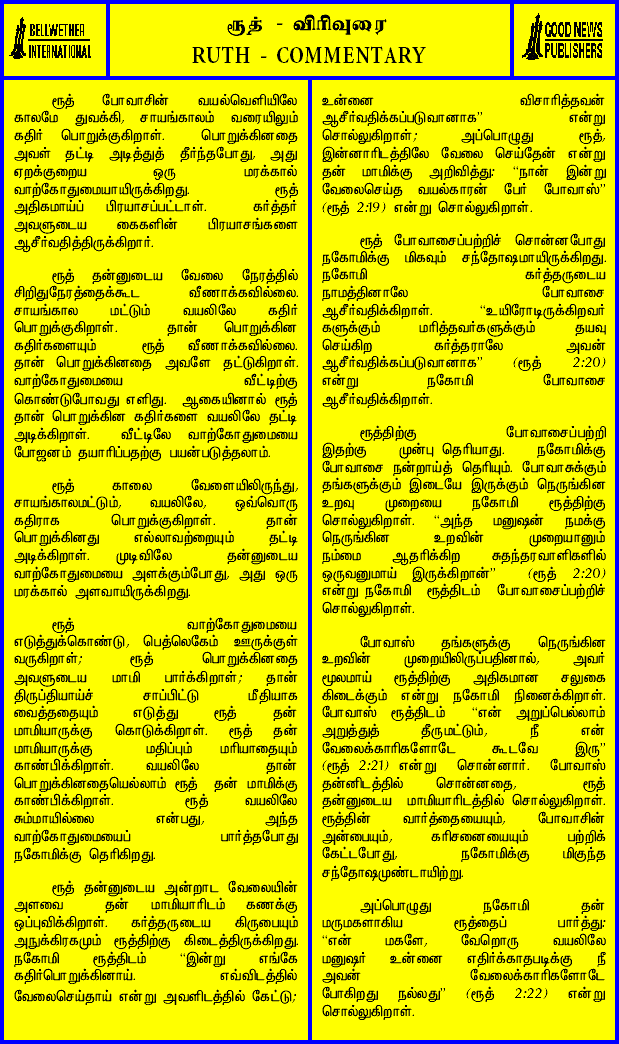 BELLWETHER
INTERNATIONAL
ரூத் - விரிவுரை
RUTH - COMMENTARY
GOOD NEWS
PUBLISHERS
ரூத் போவாசின் வயல்வெளியிலே
காலமே துவக்கி, சாயங்காலம் வரையிலும்
கதிர் பொறுக்குகிறாள். பொறுக்கினதை
அவள் தட்டி அடித்துத் தீர்ந்தபோது, அது
ஏறக்குறைய ஒரு மரக்கால்
வாற்கோதுமையாயிருக்கிறது. ரூத்
அதிகமாய்ப் பிரயாசப்பட்டாள். கர்த்தர்
அவளுடைய கைகளின் பிரயாசங்களை
ஆசீர்வதித்திருக்கிறார்.
ரூத் தன்னுடைய வேலை நேரத்தில்
சிறிதுநேரத்தைக்கூட வீணாக்கவில்லை.
சாயங்கால மட்டும் வயலிலே கதிர்
பொறுக்குகிறாள். தான் பொறுக்கின
கதிர்களையும் ரூத் வீணாக்கவில்லை.
தான் பொறுக்கினதை அவளே தட்டுகிறாள்.
வாற்கோதுமையை வீட்டிற்கு
கொண்டுபோவது எளிது. ஆகையினால் ரூத்
தான் பொறுக்கின கதிர்களை வயலிலே தட்டி
அடிக்கிறாள். வீட்டிலே வாற்கோதுமையை
போஜனம் தயாரிப்பதற்கு பயன்படுத்தலாம்.
ரூத் காலை வேளையிலிருந்து,
சாயங்காலமட்டும், வயலிலே, ஒவ்வொரு
கதிராக பொறுக்குகிறாள். தான்
பொறுக்கினது எல்லாவற்றையும் தட்டி
அடிக்கிறாள். முடிவிலே தன்னுடைய
வாற்கோதுமையை அளக்கும்போது, அது ஒரு
மரக்கால் அளவாயிருக்கிறது.
ரூத் வாற்கோதுமையை
எடுத்துக்கொண்டு, பெத்லெகேம் ஊருக்குள்
வருகிறாள்; ரூத் பொறுக்கினதை
அவளுடைய மாமி பார்க்கிறாள்; தான்
திருப்தியாய்ச் சாப்பிட்டு மீதியாக
வைத்ததையும் எடுத்து ரூத் தன்
மாமியாருக்கு கொடுக்கிறாள். ரூத் தன்
மாமியாருக்கு மதிப்பும் மரியாதையும்
காண்பிக்கிறாள். வயலிலே தான்
பொறுக்கினதையெல்லாம் ரூத் தன் மாமிக்கு
காண்பிக்கிறாள். ரூத் வயலிலே
சும்மாயில்லை என்பது, அந்த
வாற்கோதுமையைப் பார்த்தபோது
நகோமிக்கு தெரிகிறது.
ரூத் தன்னுடைய அன்றாட வேலையின்
அளவை தன் மாமியாரிடம் கணக்கு
ஒப்புவிக்கிறாள். கர்த்தருடைய கிருபையும்
அநுக்கிரகமும் ரூத்திற்கு கிடைத்திருக்கிறது.
நகோமி ரூத்திடம் “இன்று எங்கே
கதிர்பொறுக்கினாய். எவ்விடத்தில்
வேலைசெய்தாய் என்று அவளிடத்தில் கேட்டு;
உன்னை விசாரித்தவன்
ஆசீர்வதிக்கப்படுவானாக” என்று
சொல்லுகிறாள்; அப்பொழுது ரூத்,
இன்னாரிடத்திலே வேலை செய்தேன் என்று
தன் மாமிக்கு அறிவித்து: “நான் இன்று
வேலைசெய்த வயல்காரன் பேர் போவாஸ்”
(ரூத் 2:19) என்று சொல்லுகிறாள்.
ரூத் போவாசைப்பற்றிச் சொன்னபோது
நகோமிக்கு மிகவும் சந்தோஷமாயிருக்கிறது.
நகோமி கர்த்தருடைய
நாமத்தினாலே போவாசை
ஆசீர்வதிக்கிறாள். “உயிரோடிருக்கிறவர்
களுக்கும் மரித்தவர்களுக்கும் தயவு
செய்கிற கர்த்தராலே அவன்
ஆசீர்வதிக்கப்படுவானாக” (ரூத் 2:20)
என்று நகோமி போவாசை
ஆசீர்வதிக்கிறாள்.
ரூத்திற்கு போவாசைப்பற்றி
இதற்கு முன்பு தெரியாது. நகோமிக்கு
போவாசை நன்றாய்த் தெரியும். போவாசுக்கும்
தங்களுக்கும் இடையே இருக்கும் நெருங்கின
உறவு முறையை நகோமி ரூத்திற்கு
சொல்லுகிறாள். “அந்த மனுஷன் நமக்கு
நெருங்கின உறவின் முறையானும்
நம்மை ஆதரிக்கிற சுதந்தரவாளிகளில்
ஒருவனுமாய் இருக்கிறான்” (ரூத் 2:20)
என்று நகோமி ரூத்திடம் போவாசைப்பற்றிச்
சொல்லுகிறாள்.
போவாஸ் தங்களுக்கு நெருங்கின
உறவின் முறையிலிருப்பதினால், அவர்
மூலமாய் ரூத்திற்கு அதிகமான சலுகை
கிடைக்கும் என்று நகோமி நினைக்கிறாள்.
போவாஸ் ரூத்திடம் “என் அறுப்பெல்லாம்
அறுத்துத் தீருமட்டும், நீ என்
வேலைக்காரிகளோடே கூடவே இரு”
(ரூத் 2:21) என்று சொன்னார். போவாஸ்
தன்னிடத்தில் சொன்னதை, ரூத்
தன்னுடைய மாமியாரிடத்தில் சொல்லுகிறாள்.
ரூத்தின் வார்த்தையையும், போவாசின்
அன்பையும், கரிசனையையும் பற்றிக்
கேட்டபோது, நகோமிக்கு மிகுந்த
சந்தோஷமுண்டாயிற்று.
அப்பொழுது நகோமி தன்
மருமகளாகிய ரூத்தைப் பார்த்து:
“என் மகளே, வேறொரு வயலிலே
மனுஷர் உன்னை எதிர்க்காதபடிக்கு நீ
அவன் வேலைக்காரிகளோடே
போகிறது நல்லது” (ரூத் 2:22) என்று
சொல்லுகிறாள்.